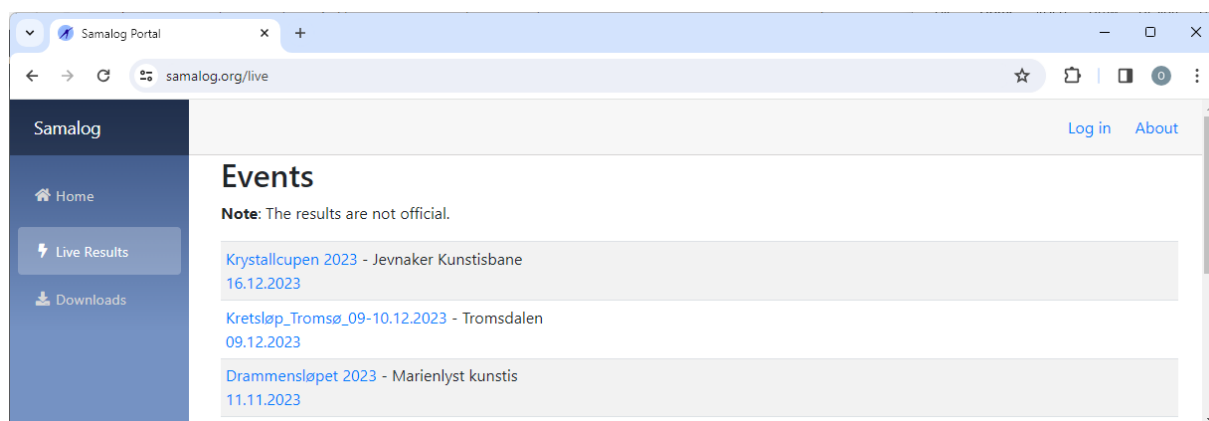 Samalog Portal
samalog.org/live
O
Samalog
Log in About
Home
Live Results
Downloads
Events
Note: The results are not official.
Krystallcupen 2023 - Jevnaker Kunstisbane
16.12.2023
Kretsløp_Tromsø_09-10.12.2023 - Tromsdalen
09.12.2023
Drammensløpet 2023 - Marienlyst kunstis
11.11.2023